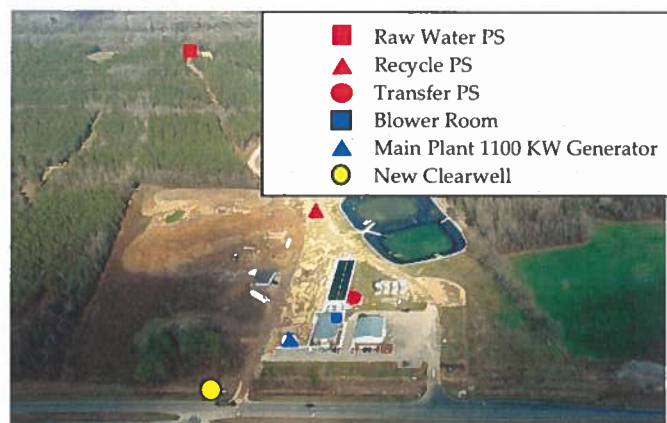 Raw Water PS
Recycle PS
Transfer PS
Blower Room
Main Plant 1100 KW Generator
New Clearwell